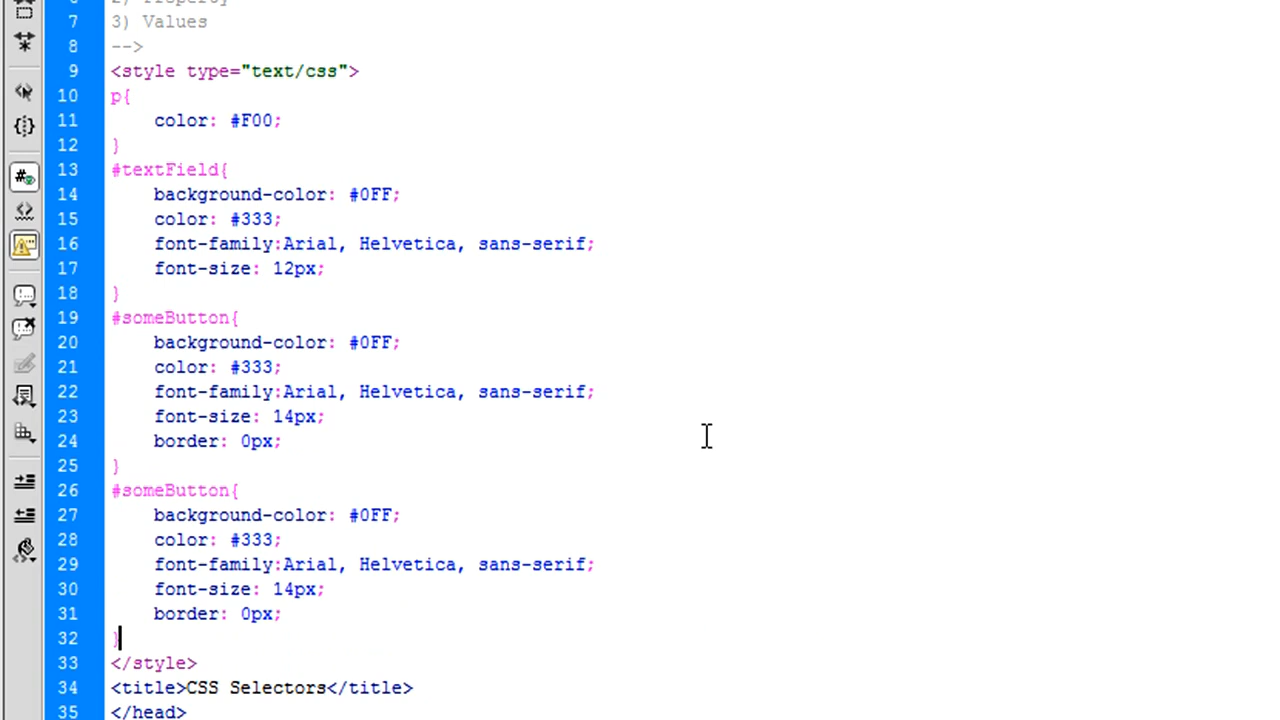 7 3) Values
8 -->
9 <style type="text/css">
10 p{
11 color: #F00;
12 }
13 #textField{
14 background-color: #0FF;
15 color: #333;
16 font-family:Arial, Helvetica, sans-serif;
17 font-size: 12px;
18 }
19 #someButton{
20 background-color: #0FF;
21 color: #333;
22 font-family:Arial, Helvetica, sans-serif;
23 font-size: 14px;
24 border: 0px;
25 }
26 #someButton{
27 background-color: #0FF;
28 color: #333;
29 font-family:Arial, Helvetica, sans-serif;
30 font-size: 14px;
31 border: 0px;
32 }
33 </style>
34 <title>CSS Selectors</title>
35 </head>